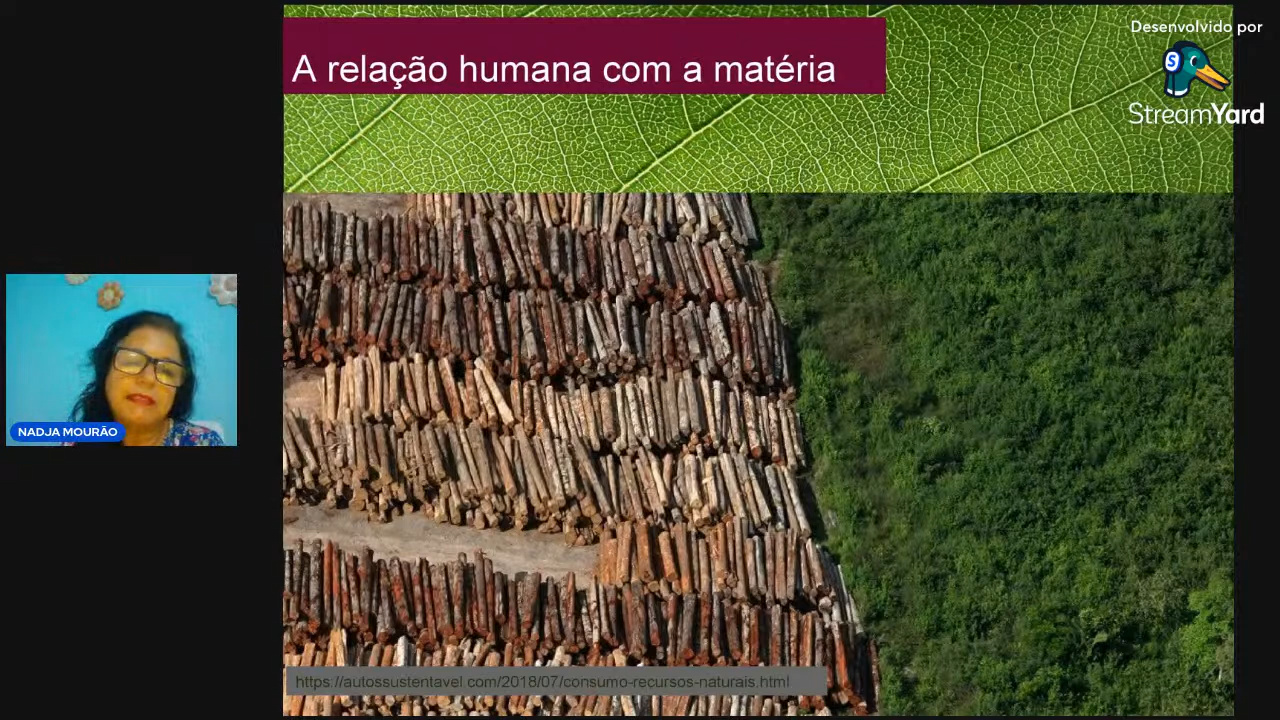 A relação humana com a matéria
Desenvolvido por
StreamYard
NADJA MOURÃO
https://autossustentavel.com/2018/07/consumo-recursos-naturais.html